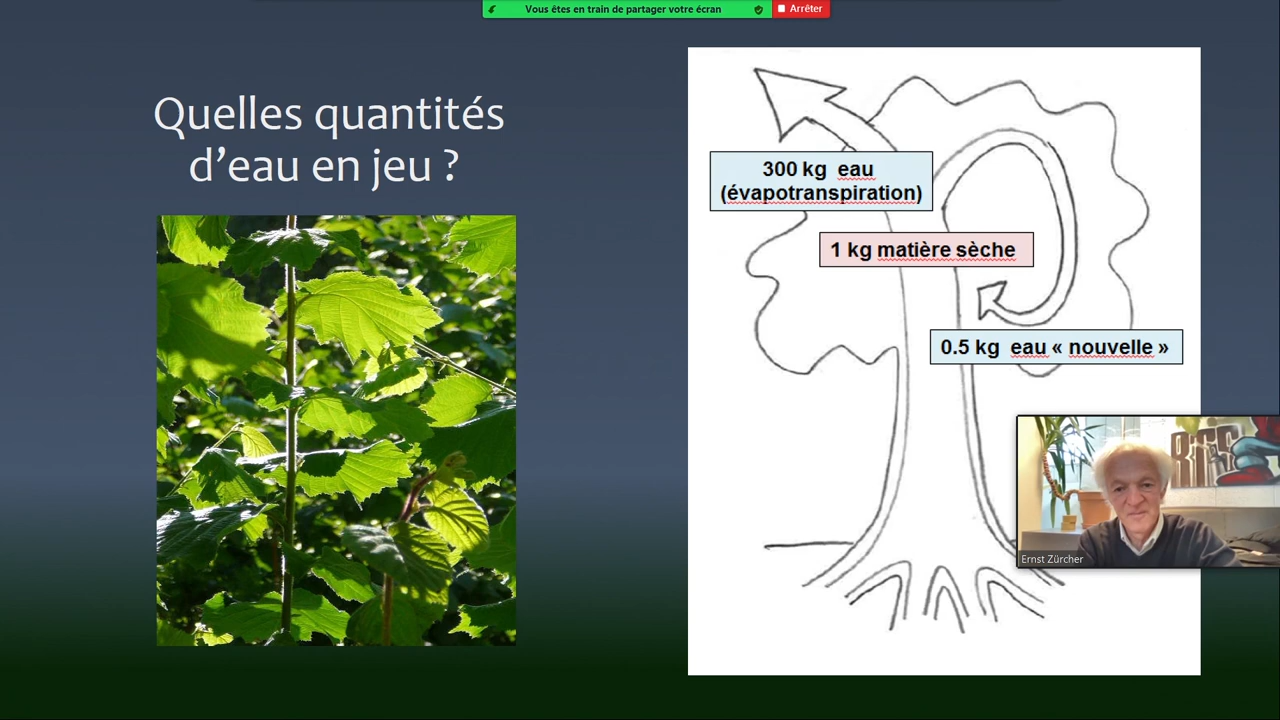 Vous êtes en train de partager votre écran
Arrêter
Quelles quantités
d’eau en jeu ?
300 kg eau
(évapotranspiration)
1 kg matière sèche
0.5 kg eau « nouvelle »
Ernst Zürcher